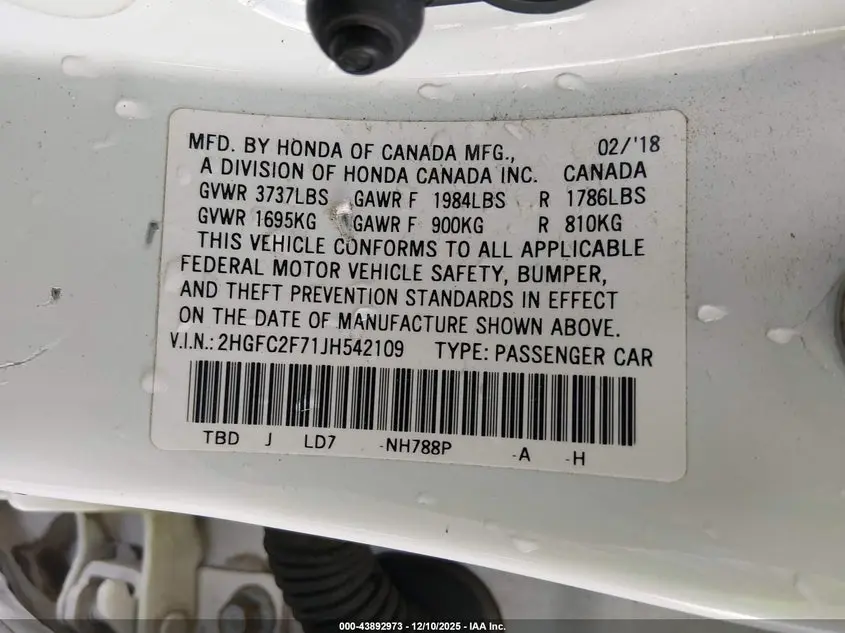 MFD. BY HONDA OF CANADA MFG., 02/'18
A DIVISION OF HONDA CANADA INC. CANADA
GVWR 3737LBS GAWR F 1984LBS R 1786LBS
GVWR 1695KG GAWR F 900KG R 810KG
THIS VEHICLE CONFORMS TO ALL APPLICABLE
FEDERAL MOTOR VEHICLE SAFETY, BUMPER,
AND THEFT PREVENTION STANDARDS IN EFFECT
ON THE DATE OF MANUFACTURE SHOWN ABOVE.
V.I.N.: 2HGFC2F71JH542109 TYPE: PASSENGER CAR
TBD J LD7 -NH788P -A -H
000-43892973 - 12/10/2025 - IAA Inc.